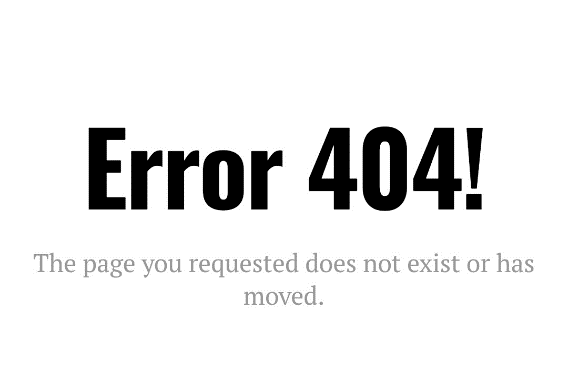 Error 404!
The page you requested does not exist or has
moved.